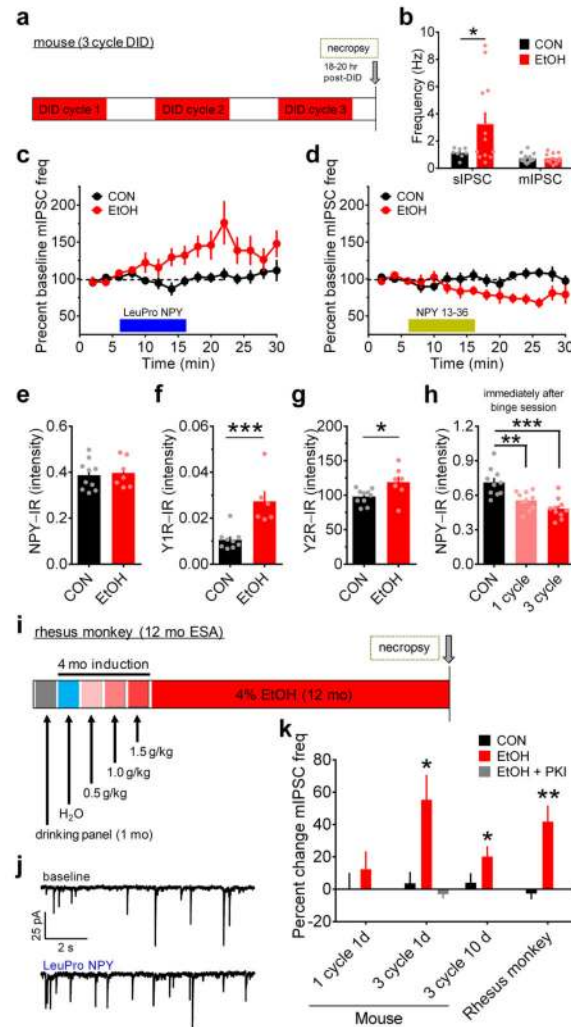 a
mouse (3 cycle DID)
necropsy
18-20 hr
post-DID
DID cycle 1
DID cycle 2
DID cycle 3
b
CON
EtOH
*
Frequency (Hz)
10
8
6
4
2
0
sIPSC
mIPSC
c
CON
EtOH
Precent baseline mIPSC freq
200
150
100
50
LeuPro NPY
0
5
10
15
20
25
30
Time (min)
d
CON
EtOH
Precent baseline mIPSC freq
200
150
100
50
NPY 13-36
0
5
10
15
20
25
30
Time (min)
e
NPY–IR (intensity)
0.6
0.4
0.2
0.0
CON
EtOH
f
***
Y1R–IR (intensity)
0.06
0.04
0.02
0.00
CON
EtOH
g
*
Y2R–IR (intensity)
200
150
100
50
0
CON
EtOH
h
immediately after
binge session
***
**
NPY–IR (intensity)
1.2
0.9
0.6
0.3
0.0
CON
1 cycle
3 cycle
i
rhesus monkey (12 mo ESA)
necropsy
4 mo induction
4% EtOH (12 mo)
1.5 g/kg
1.0 g/kg
0.5 g/kg
H₂O
drinking panel (1 mo)
j
baseline
25 pA
2 s
LeuPro NPY
k
CON
EtOH
EtOH + PKI
Percent change mIPSC freq
80
60
40
20
0
-20
*
*
**
1 cycle 1d
3 cycle 1d
3 cycle 10 d
Rhesus monkey
Mouse